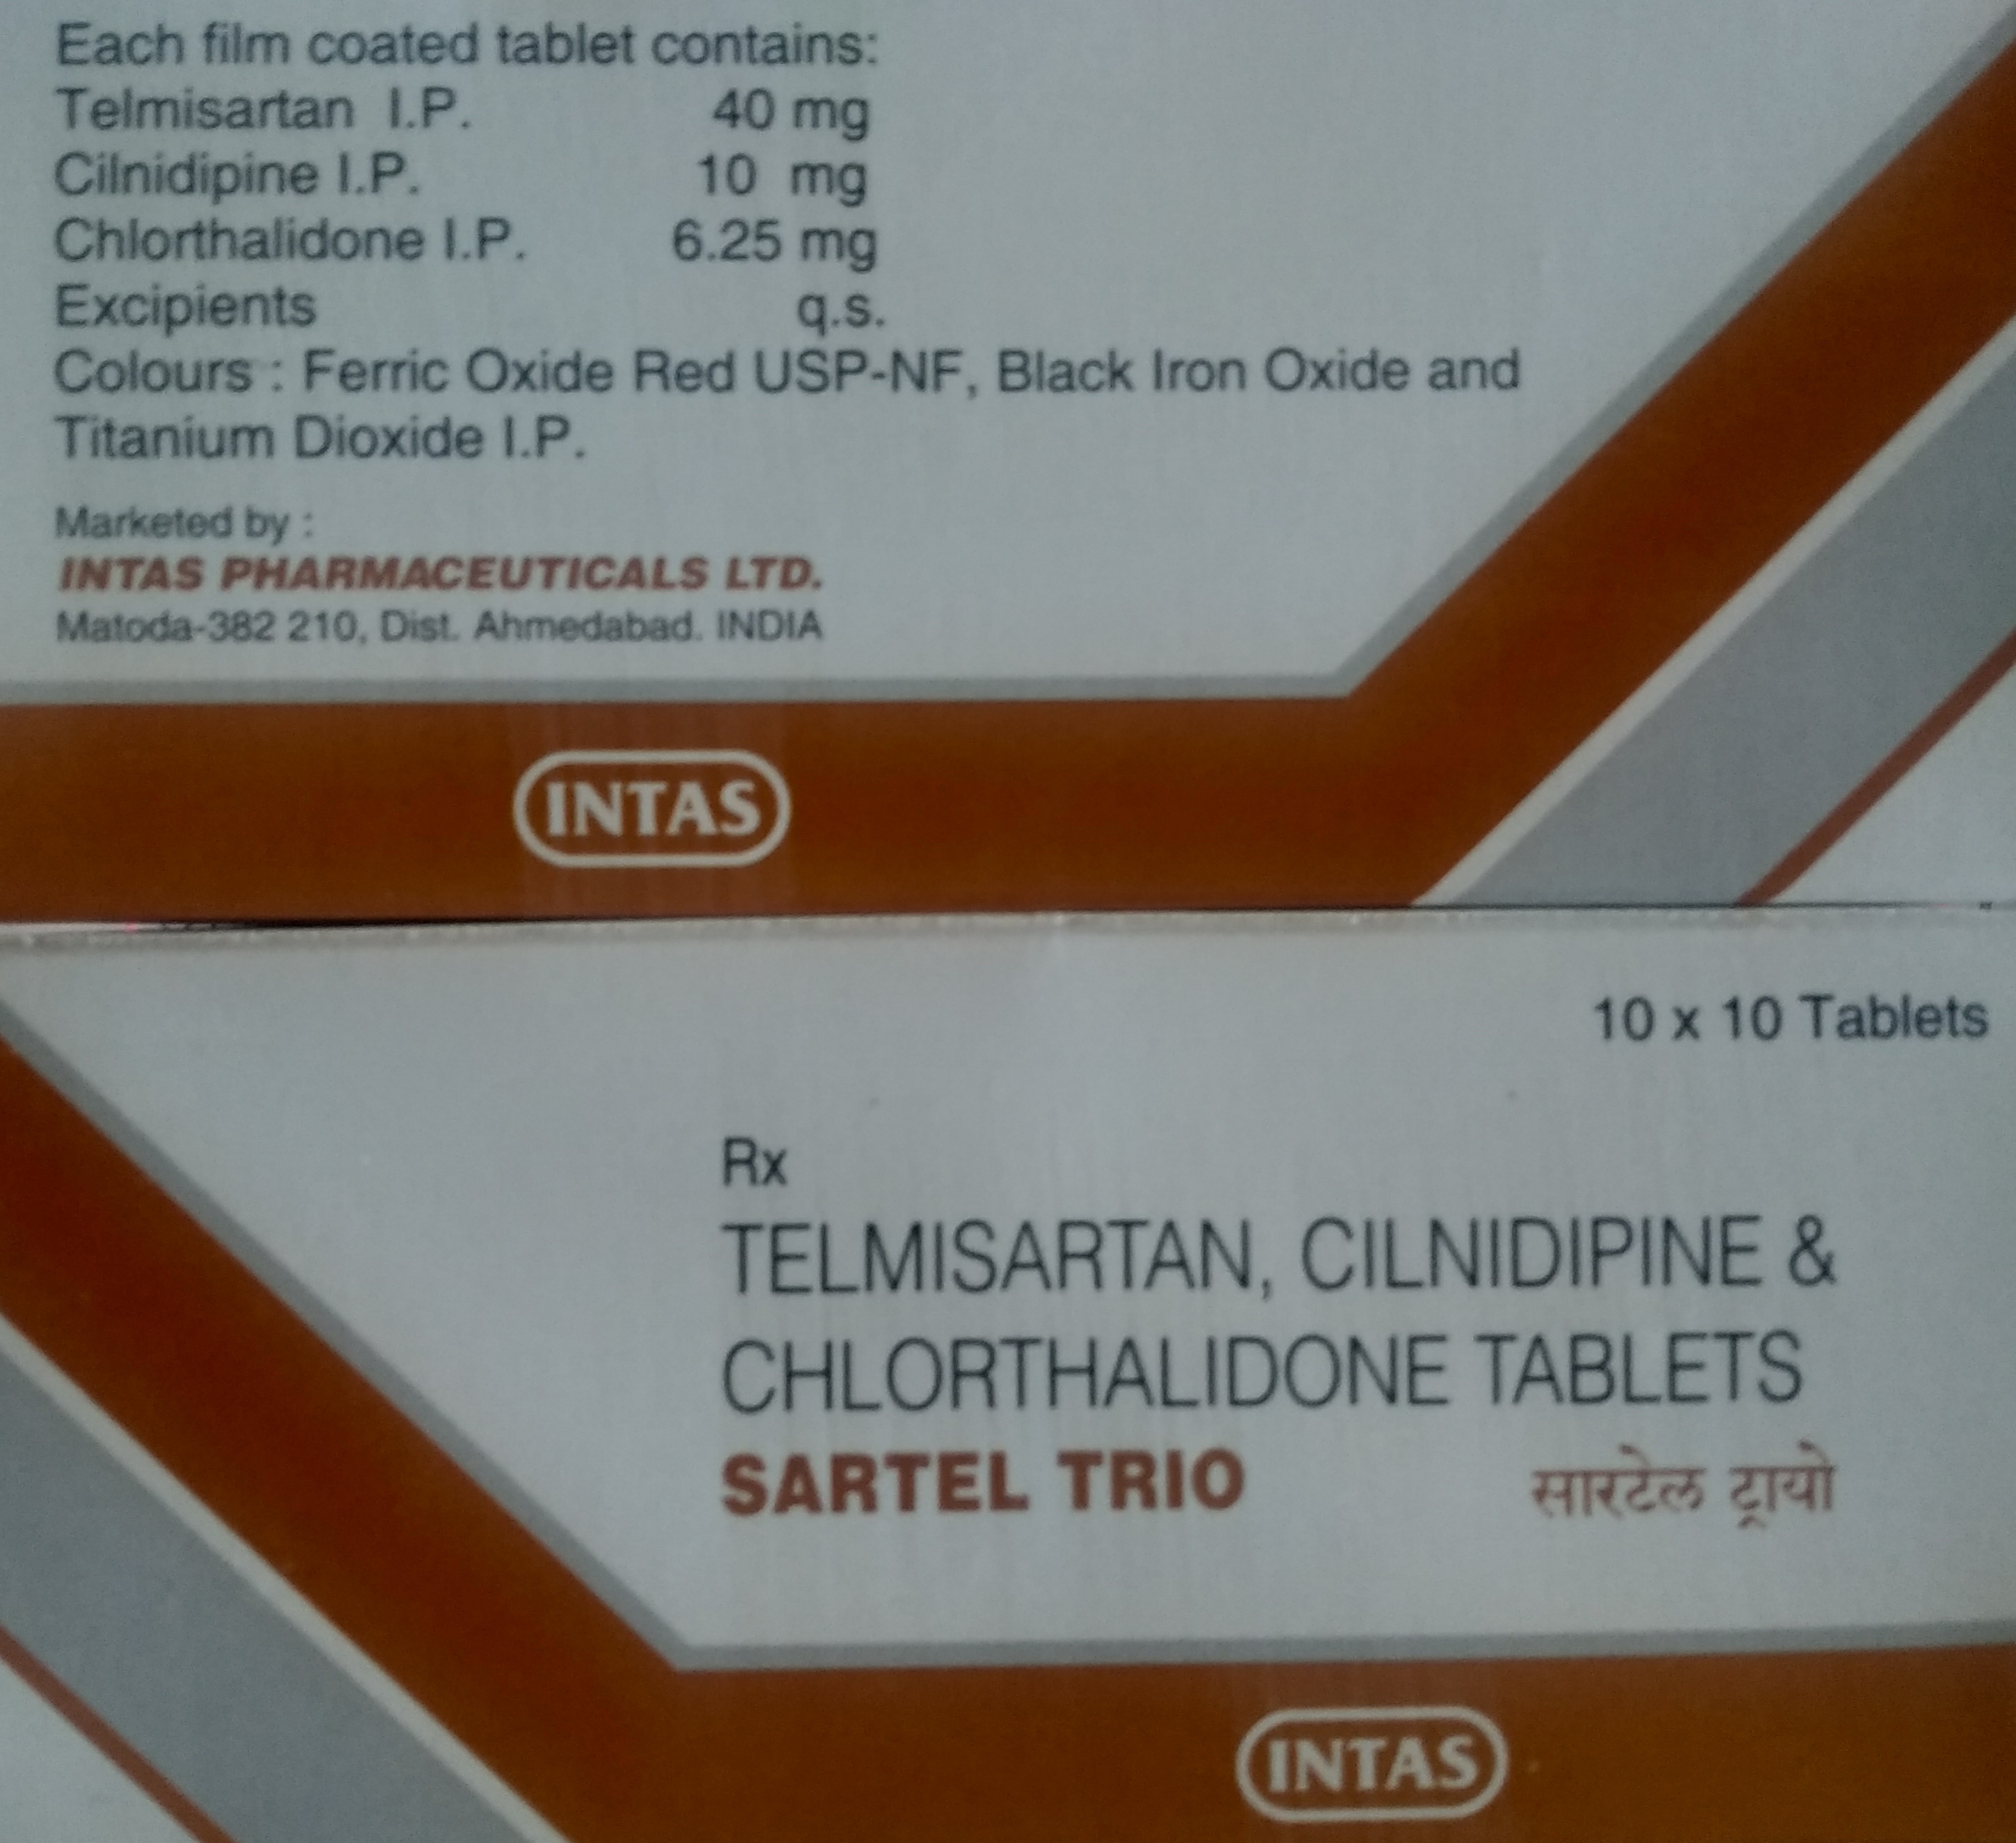 Each film coated tablet contains:
Telmisartan I.P. 40 mg
Cilnidipine I.P. 10 mg
Chlorthalidone I.P. 6.25 mg
Excipients q.s.
Colours : Ferric Oxide Red USP-NF, Black Iron Oxide and
Titanium Dioxide I.P.
Marketed by :
INTAS PHARMACEUTICALS LTD.
Matoda-382 210, Dist. Ahmedabad. INDIA
INTAS
10 x 10 Tablets
Rx
TELMISARTAN, CILNIDIPINE &
CHLORTHALIDONE TABLETS
SARTEL TRIO सारटेल ट्रायो
INTAS